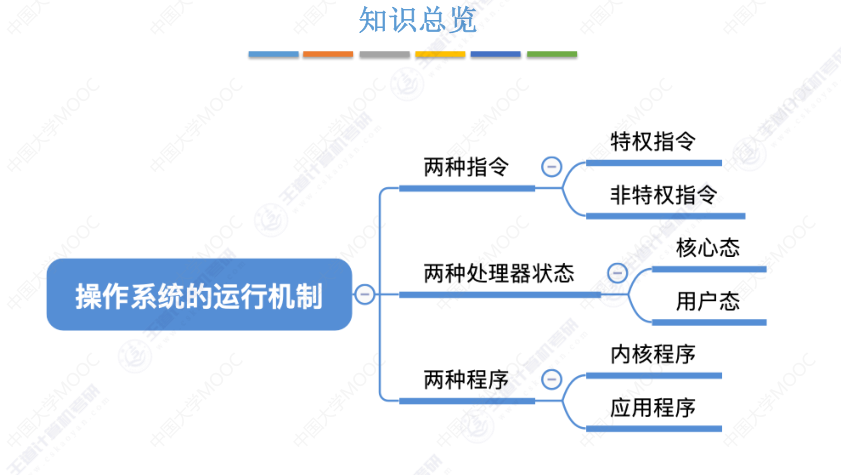 知识总览
操作系统的运行机制
两种指令
特权指令
非特权指令
两种处理器状态
核心态
用户态
两种程序
内核程序
应用程序
中国大学MOOC
王道计算机考研